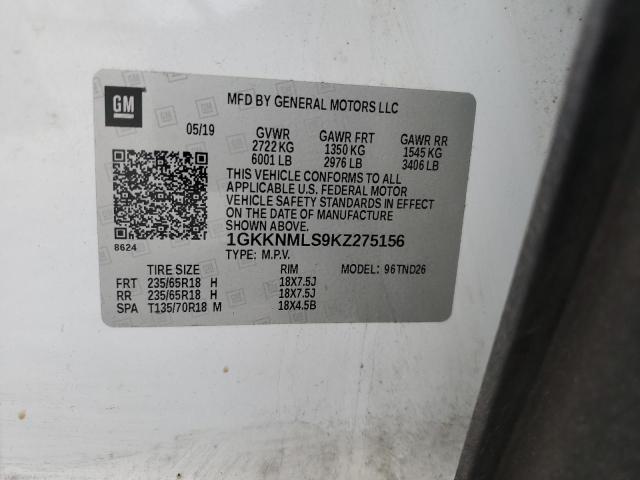 GM
MFD BY GENERAL MOTORS LLC
05/19 GVWR GAWR FRT GAWR RR
2722 KG 1350 KG 1545 KG
6001 LB 2976 LB 3406 LB
THIS VEHICLE CONFORMS TO ALL
APPLICABLE U.S. FEDERAL MOTOR
VEHICLE SAFETY STANDARDS IN EFFECT
ON THE DATE OF MANUFACTURE
SHOWN ABOVE.
8624 1GKKNMLS9KZ275156
TYPE: M.P.V. MODEL: 96TND26
TIRE SIZE RIM
FRT 235/65R18 H 18X7.5J
RR 235/65R18 H 18X7.5J
SPA T135/70R18 M 18X4.5B